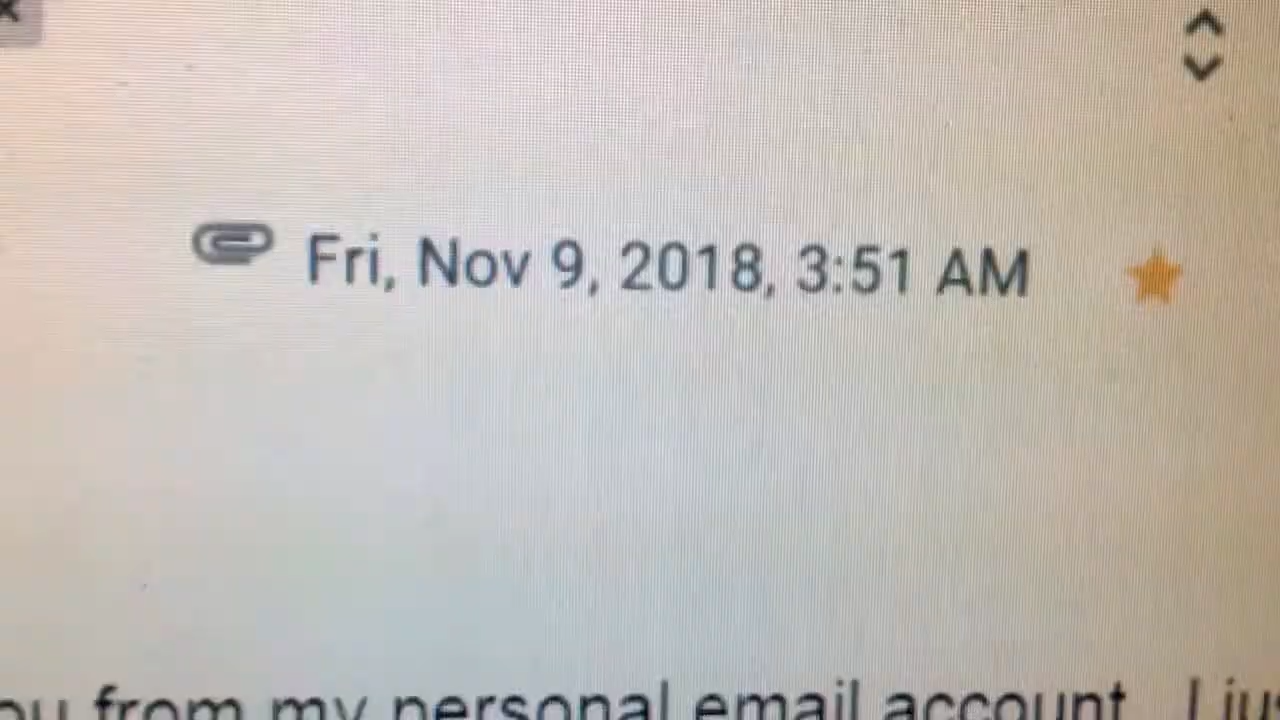 Fri, Nov 9, 2018, 3:51 AM
from my personal email account. I